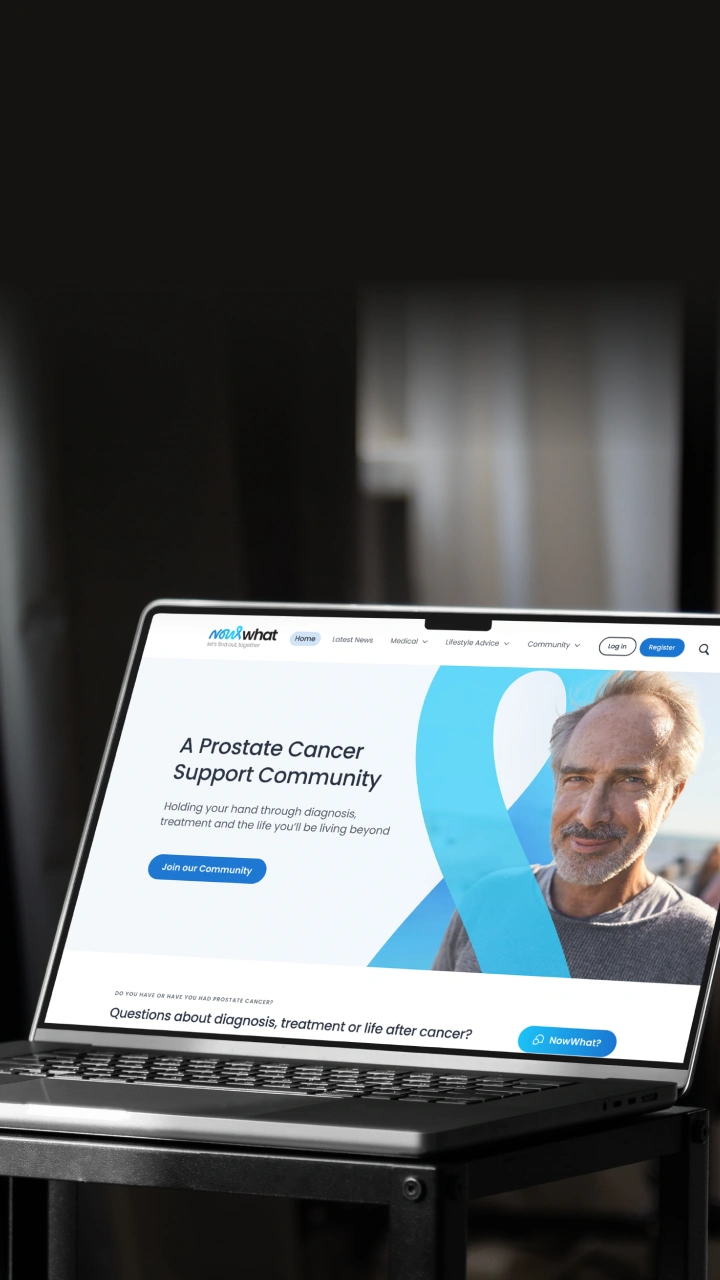 Now what
let's find out, together
Home
Latest News
Medical
Lifestyle Advice
Community
Log in
Register
A Prostate Cancer
Support Community
Holding your hand through diagnosis,
treatment and the life you'll be living beyond
Join our Community
DO YOU HAVE OR HAVE YOU HAD PROSTATE CANCER?
Questions about diagnosis, treatment or life after cancer?
NowWhat?